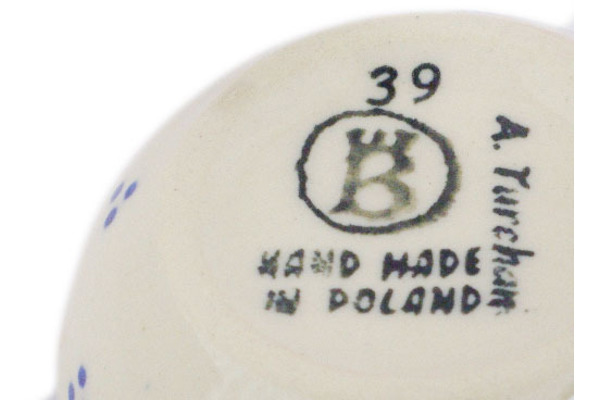 39
B
HAND MADE
IN POLAND
A. Turchan